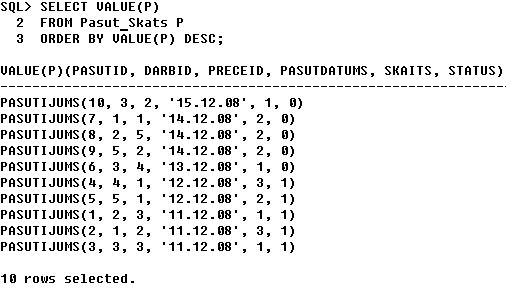 SQL> SELECT VALUE(P)
  2  FROM Pasut_Skats P
  3  ORDER BY VALUE(P) DESC;
VALUE(P)(PASUTID, DARBID, PRECEID, PASUTDATUMS, SKAITS, STATUS)
--------------------------------------------------------------------------------
PASUTIJUMS(10, 3, 2, '15.12.08', 1, 0)
PASUTIJUMS(7, 1, 1, '14.12.08', 2, 0)
PASUTIJUMS(8, 2, 5, '14.12.08', 2, 0)
PASUTIJUMS(9, 5, 2, '14.12.08', 2, 0)
PASUTIJUMS(6, 3, 4, '13.12.08', 1, 0)
PASUTIJUMS(4, 4, 1, '12.12.08', 3, 1)
PASUTIJUMS(5, 5, 1, '12.12.08', 2, 1)
PASUTIJUMS(1, 2, 3, '11.12.08', 1, 1)
PASUTIJUMS(2, 1, 2, '11.12.08', 3, 1)
PASUTIJUMS(3, 3, 3, '11.12.08', 1, 1)
10 rows selected.